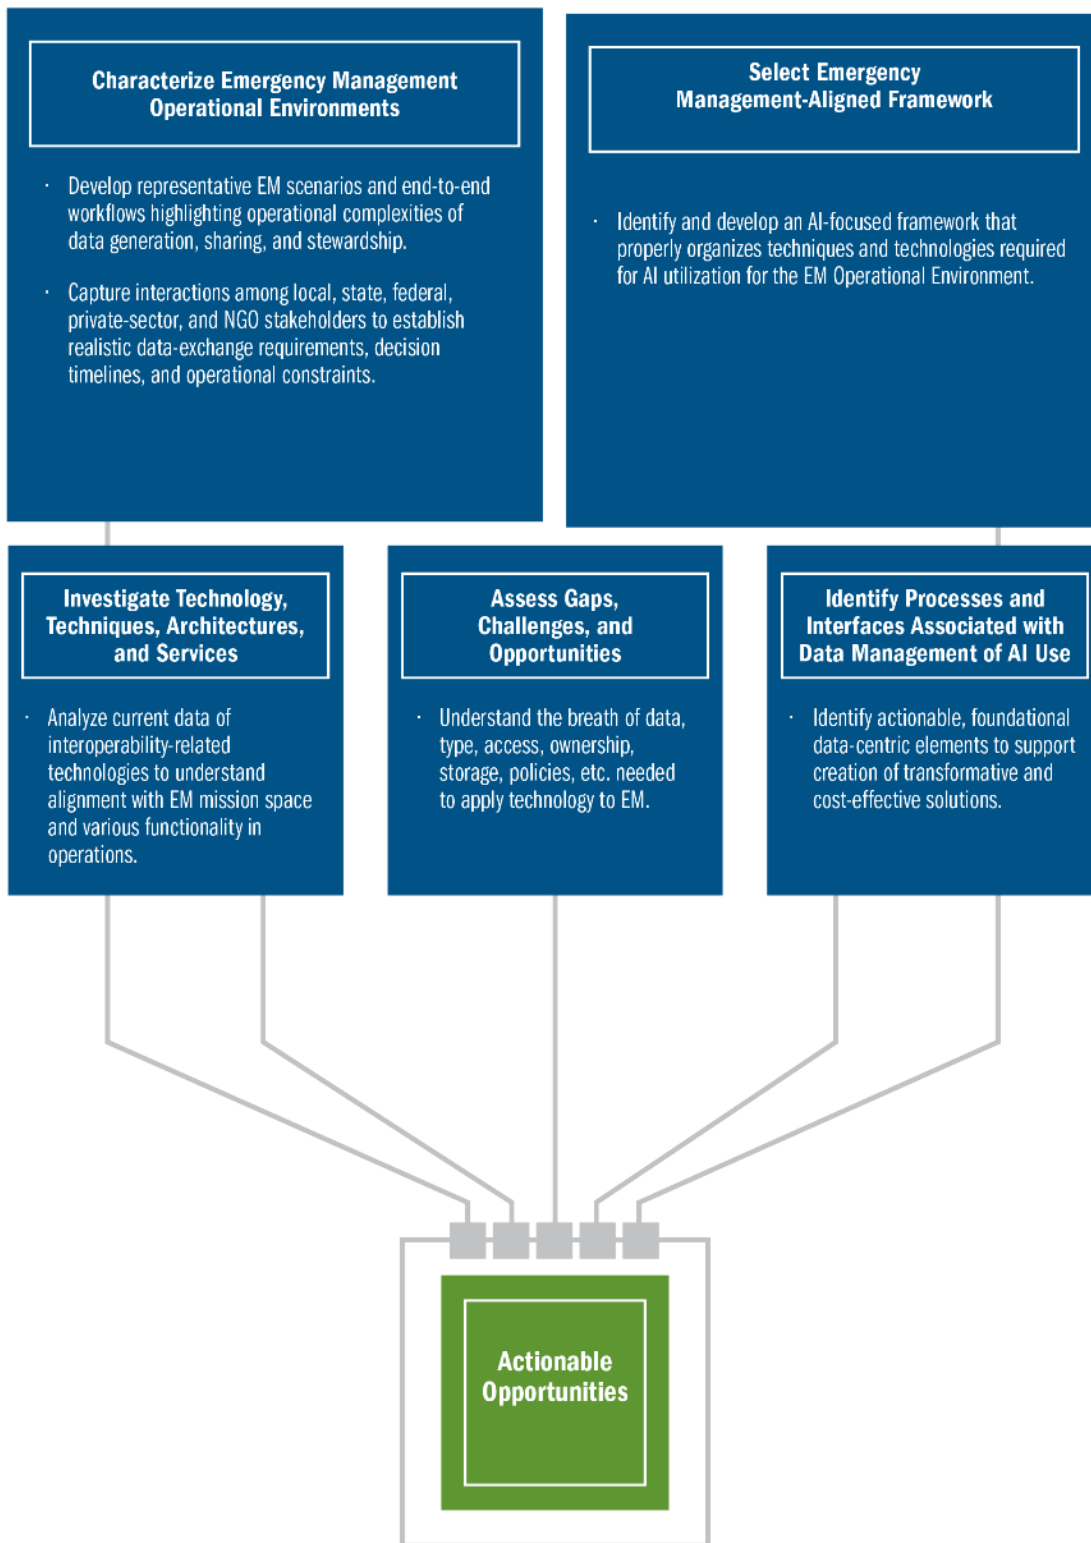 Characterize Emergency Management
Operational Environments
· Develop representative EM scenarios and end-to-end
workflows highlighting operational complexities of
data generation, sharing, and stewardship.
· Capture interactions among local, state, federal,
private-sector, and NGO stakeholders to establish
realistic data-exchange requirements, decision
timelines, and operational constraints.
Select Emergency
Management-Aligned Framework
· Identify and develop an AI-focused framework that
properly organizes techniques and technologies required
for AI utilization for the EM Operational Environment.
Investigate Technology,
Techniques, Architectures,
and Services
· Analyze current data of
interoperability-related
technologies to understand
alignment with EM mission space
and various functionality in
operations.
Assess Gaps,
Challenges, and
Opportunities
· Understand the breath of data,
type, access, ownership,
storage, policies, etc. needed
to apply technology to EM.
Identify Processes and
Interfaces Associated with
Data Management of AI Use
· Identify actionable, foundational
data-centric elements to support
creation of transformative and
cost-effective solutions.
Actionable
Opportunities